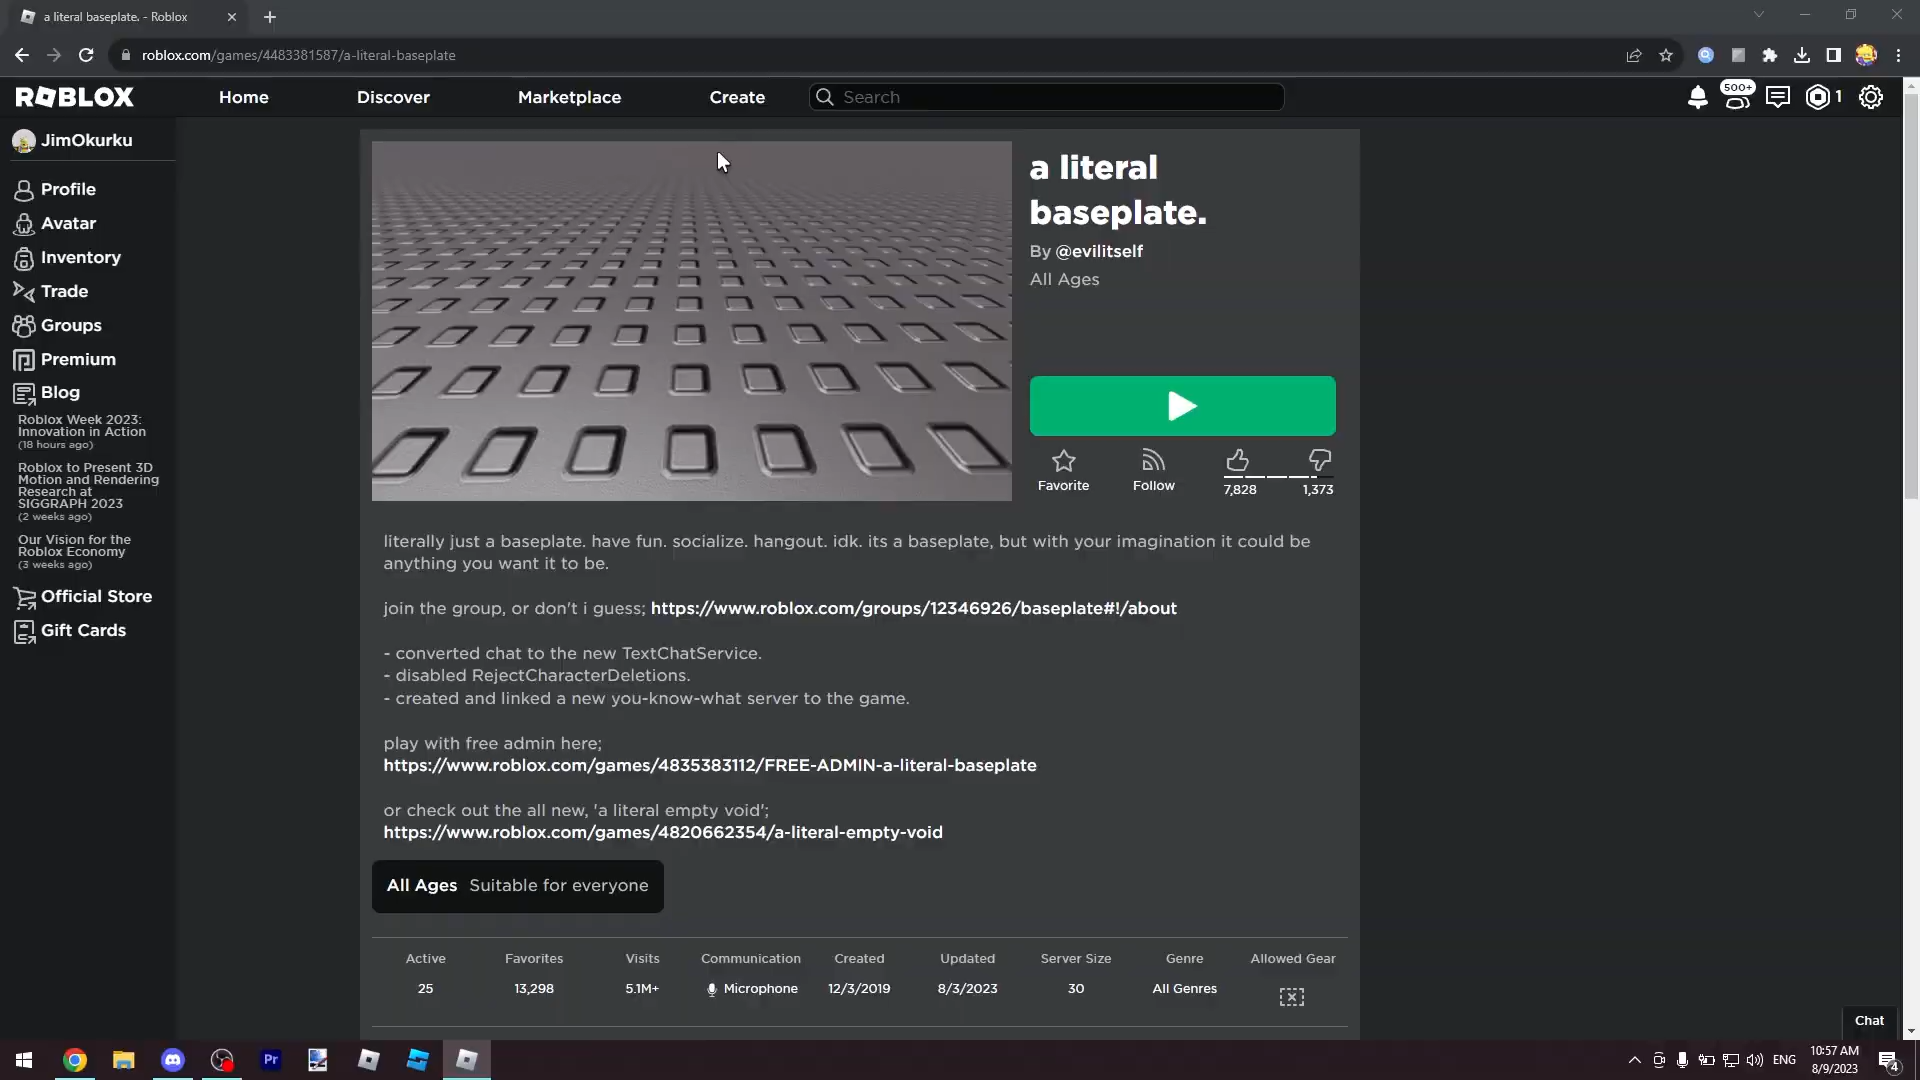 a literal baseplate. - Roblox
roblox.com/games/4483381587/a-literal-baseplate
ROBLOX
Home
Discover
Marketplace
Create
Search
500+
1
JimOkurku
Profile
Avatar
Inventory
Trade
Groups
Premium
Blog
Roblox Week 2023:
Innovation in Action
(18 hours ago)
Roblox to Present 3D
Motion and Rendering
Research at
SIGGRAPH 2023
(2 weeks ago)
Our Vision for the
Roblox Economy
(3 weeks ago)
Official Store
Gift Cards
a literal
baseplate.
By @evilitself
All Ages
Favorite
Follow
7,828
1,373
literally just a baseplate. have fun. socialize. hangout. idk. its a baseplate, but with your imagination it could be
anything you want it to be.
join the group, or don't i guess; https://www.roblox.com/groups/12346926/baseplate#!/about
- converted chat to the new TextChatService.
- disabled RejectCharacterDeletions.
- created and linked a new you-know-what server to the game.
play with free admin here;
https://www.roblox.com/games/4835383112/FREE-ADMIN-a-literal-baseplate
or check out the all new, 'a literal empty void';
https://www.roblox.com/games/4820662354/a-literal-empty-void
All Ages Suitable for everyone
Active Favorites Visits Communication Created Updated Server Size Genre Allowed Gear
25 13,298 5.1M+ Microphone 12/3/2019 8/3/2023 30 All Genres
Chat
Pr
ENG
10:57 AM
8/9/2023
4